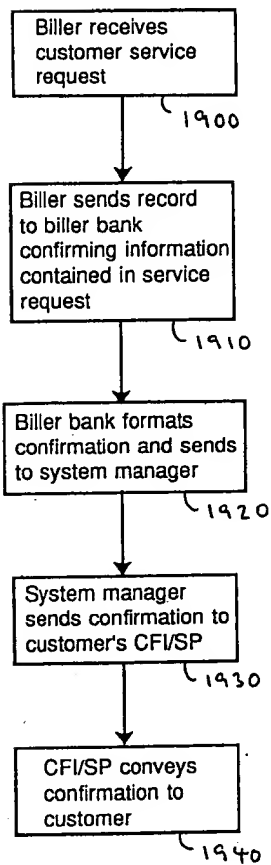 Biller receives
customer service
request
1900
Biller sends record
to biller bank
confirming information
contained in service
request
1910
Biller bank formats
confirmation and sends
to system manager
1920
System manager
sends confirmation to
customer's CFI/SP
1930
CFI/SP conveys
confirmation to
customer
1940